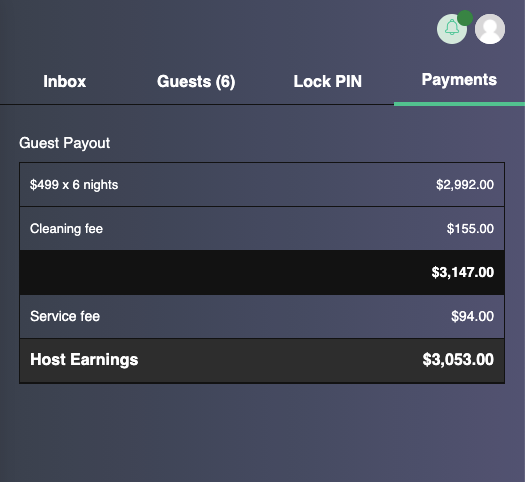 Inbox Guests (6) Lock PIN Payments
Guest Payout
$499 x 6 nights $2,992.00
Cleaning fee $155.00
$3,147.00
Service fee $94.00
Host Earnings $3,053.00